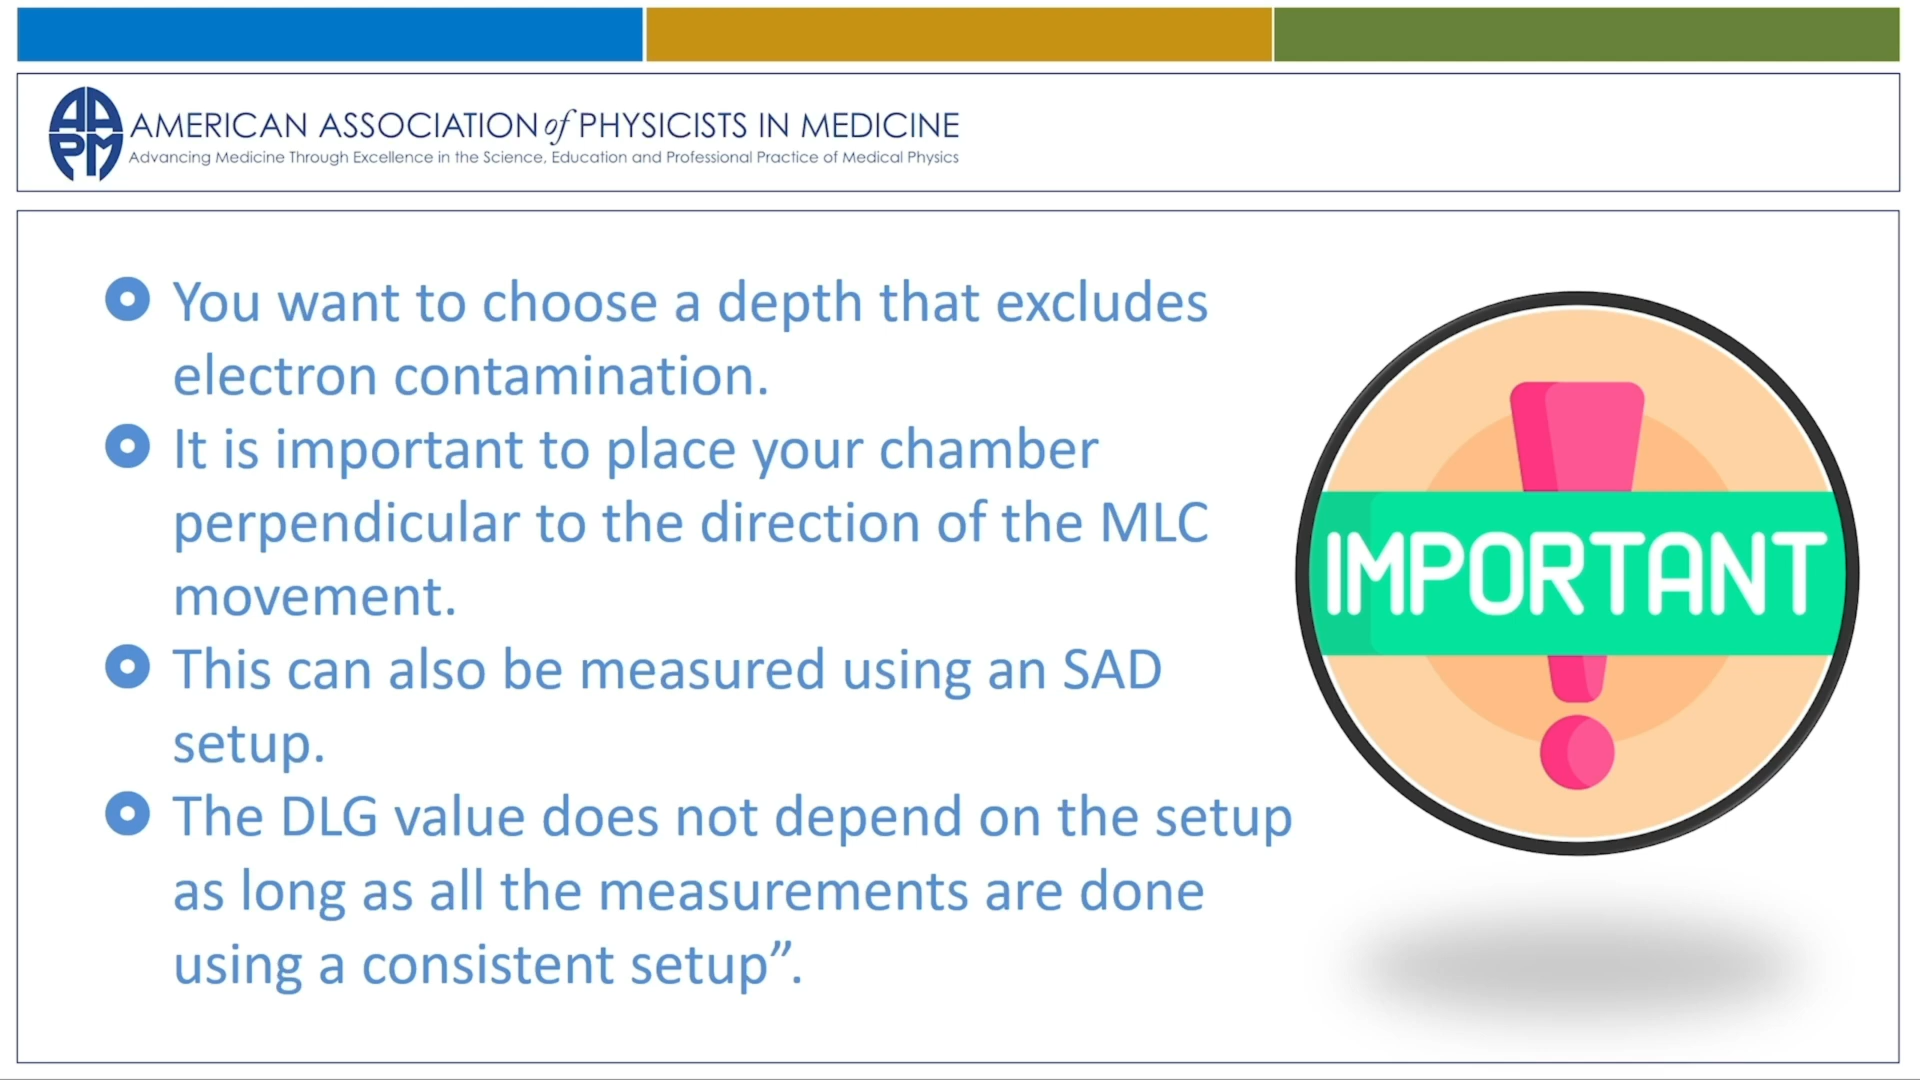 AAPM
AMERICAN ASSOCIATION of PHYSICISTS IN MEDICINE
Advancing Medicine Through Excellence in the Science, Education and Professional Practice of Medical Physics
You want to choose a depth that excludes
electron contamination.
It is important to place your chamber
perpendicular to the direction of the MLC
movement.
This can also be measured using an SAD
setup.
The DLG value does not depend on the setup
as long as all the measurements are done
using a consistent setup”.
IMPORTANT